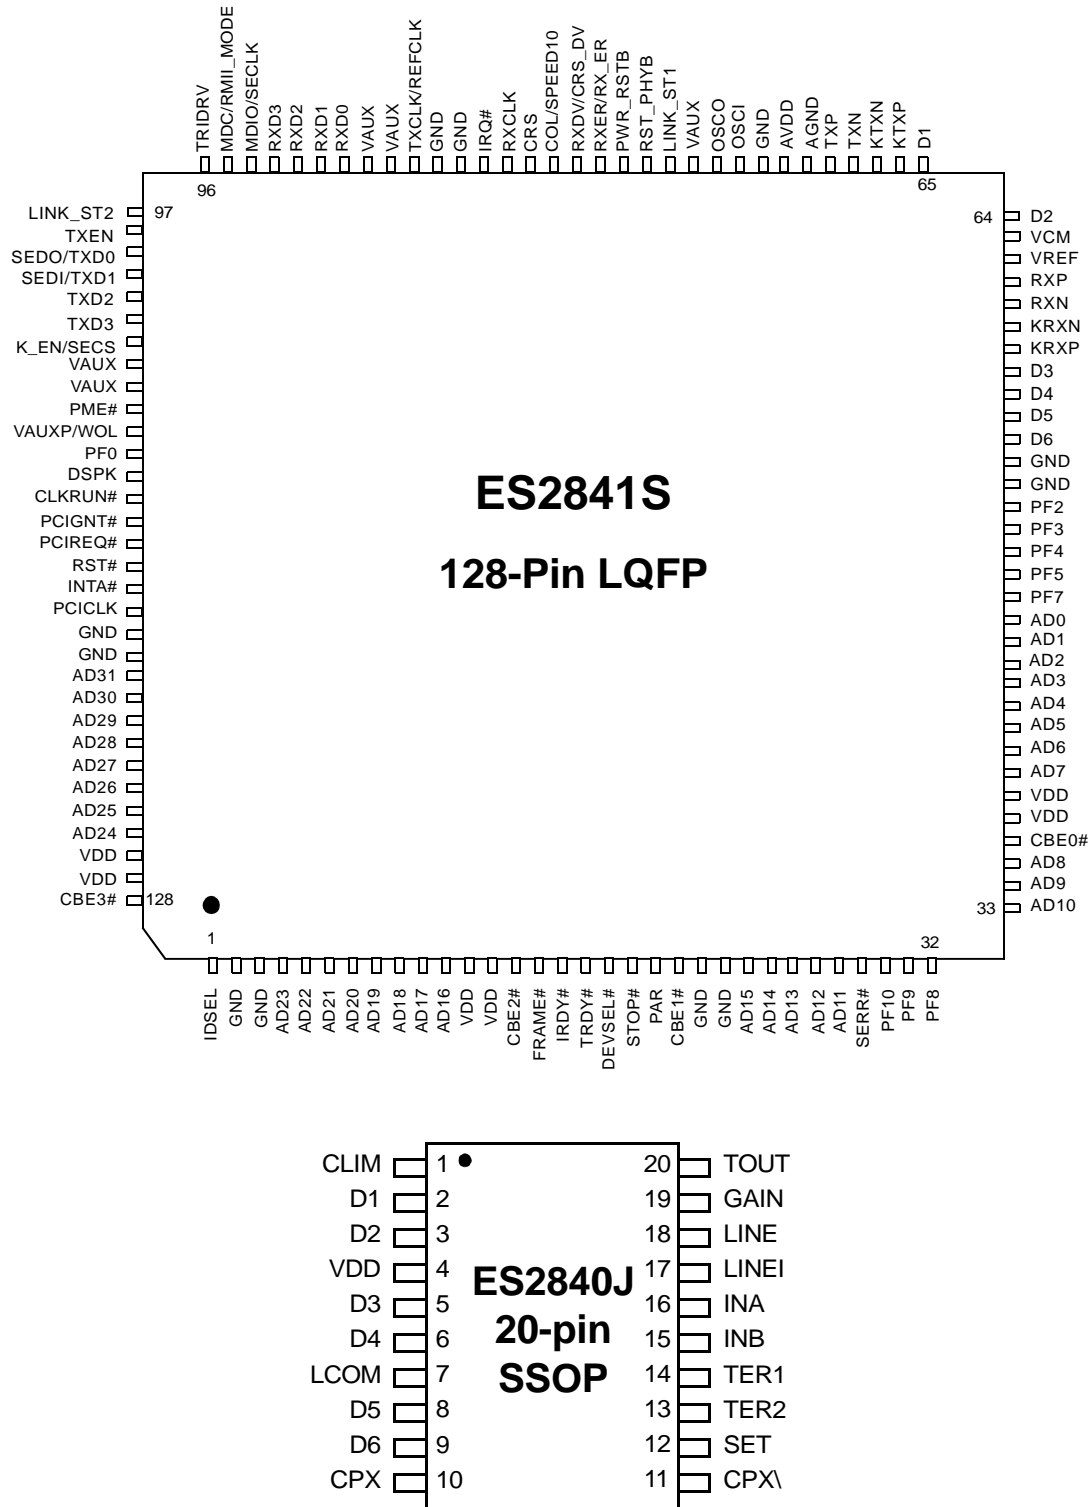 TRIDRV
MDC/RMII_MODE
MDIO/SECLK
RXD3
RXD2
RXD1
RXD0
VAUX
VAUX
TXCLK/REFCLK
GND
GND
IRQ#
RXCLK
CRS
COL/SPEED10
RXDV/CRS_DV
RXER/RX_ER
PWR_RSTB
RST_PHYB
LINK_ST1
VAUX
OSCO
OSCI
GND
AVDD
AGND
TXP
TXN
KTXN
KTXP
D1
96
65
LINK_ST2
97
TXEN
SEDO/TXD0
SEDI/TXD1
TXD2
TXD3
K_EN/SECS
VAUX
VAUX
PME#
VAUXP/WOL
PF0
DSPK
CLKRUN#
PCIGNT#
PCIREQ#
RST#
INTA#
PCICLK
GND
GND
AD31
AD30
AD29
AD28
AD27
AD26
AD25
AD24
VDD
VDD
CBE3#
128
ES2841S
128-Pin LQFP
64
D2
VCM
VREF
RXP
RXN
KRXN
KRXP
D3
D4
D5
D6
GND
GND
PF2
PF3
PF4
PF5
PF7
AD0
AD1
AD2
AD3
AD4
AD5
AD6
AD7
VDD
VDD
CBE0#
AD8
AD9
33
AD10
1
32
IDSEL
GND
GND
AD23
AD22
AD21
AD20
AD19
AD18
AD17
AD16
VDD
VDD
CBE2#
FRAME#
IRDY#
TRDY#
DEVSEL#
STOP#
PAR
CBE1#
GND
GND
AD15
AD14
AD13
AD12
AD11
SERR#
PF10
PF9
PF8
CLIM 1
D1 2
D2 3
VDD 4
D3 5
D4 6
LCOM 7
D5 8
D6 9
CPX 10
ES2840J
20-pin
SSOP
20 TOUT
19 GAIN
18 LINE
17 LINEI
16 INA
15 INB
14 TER1
13 TER2
12 SET
11 CPX\